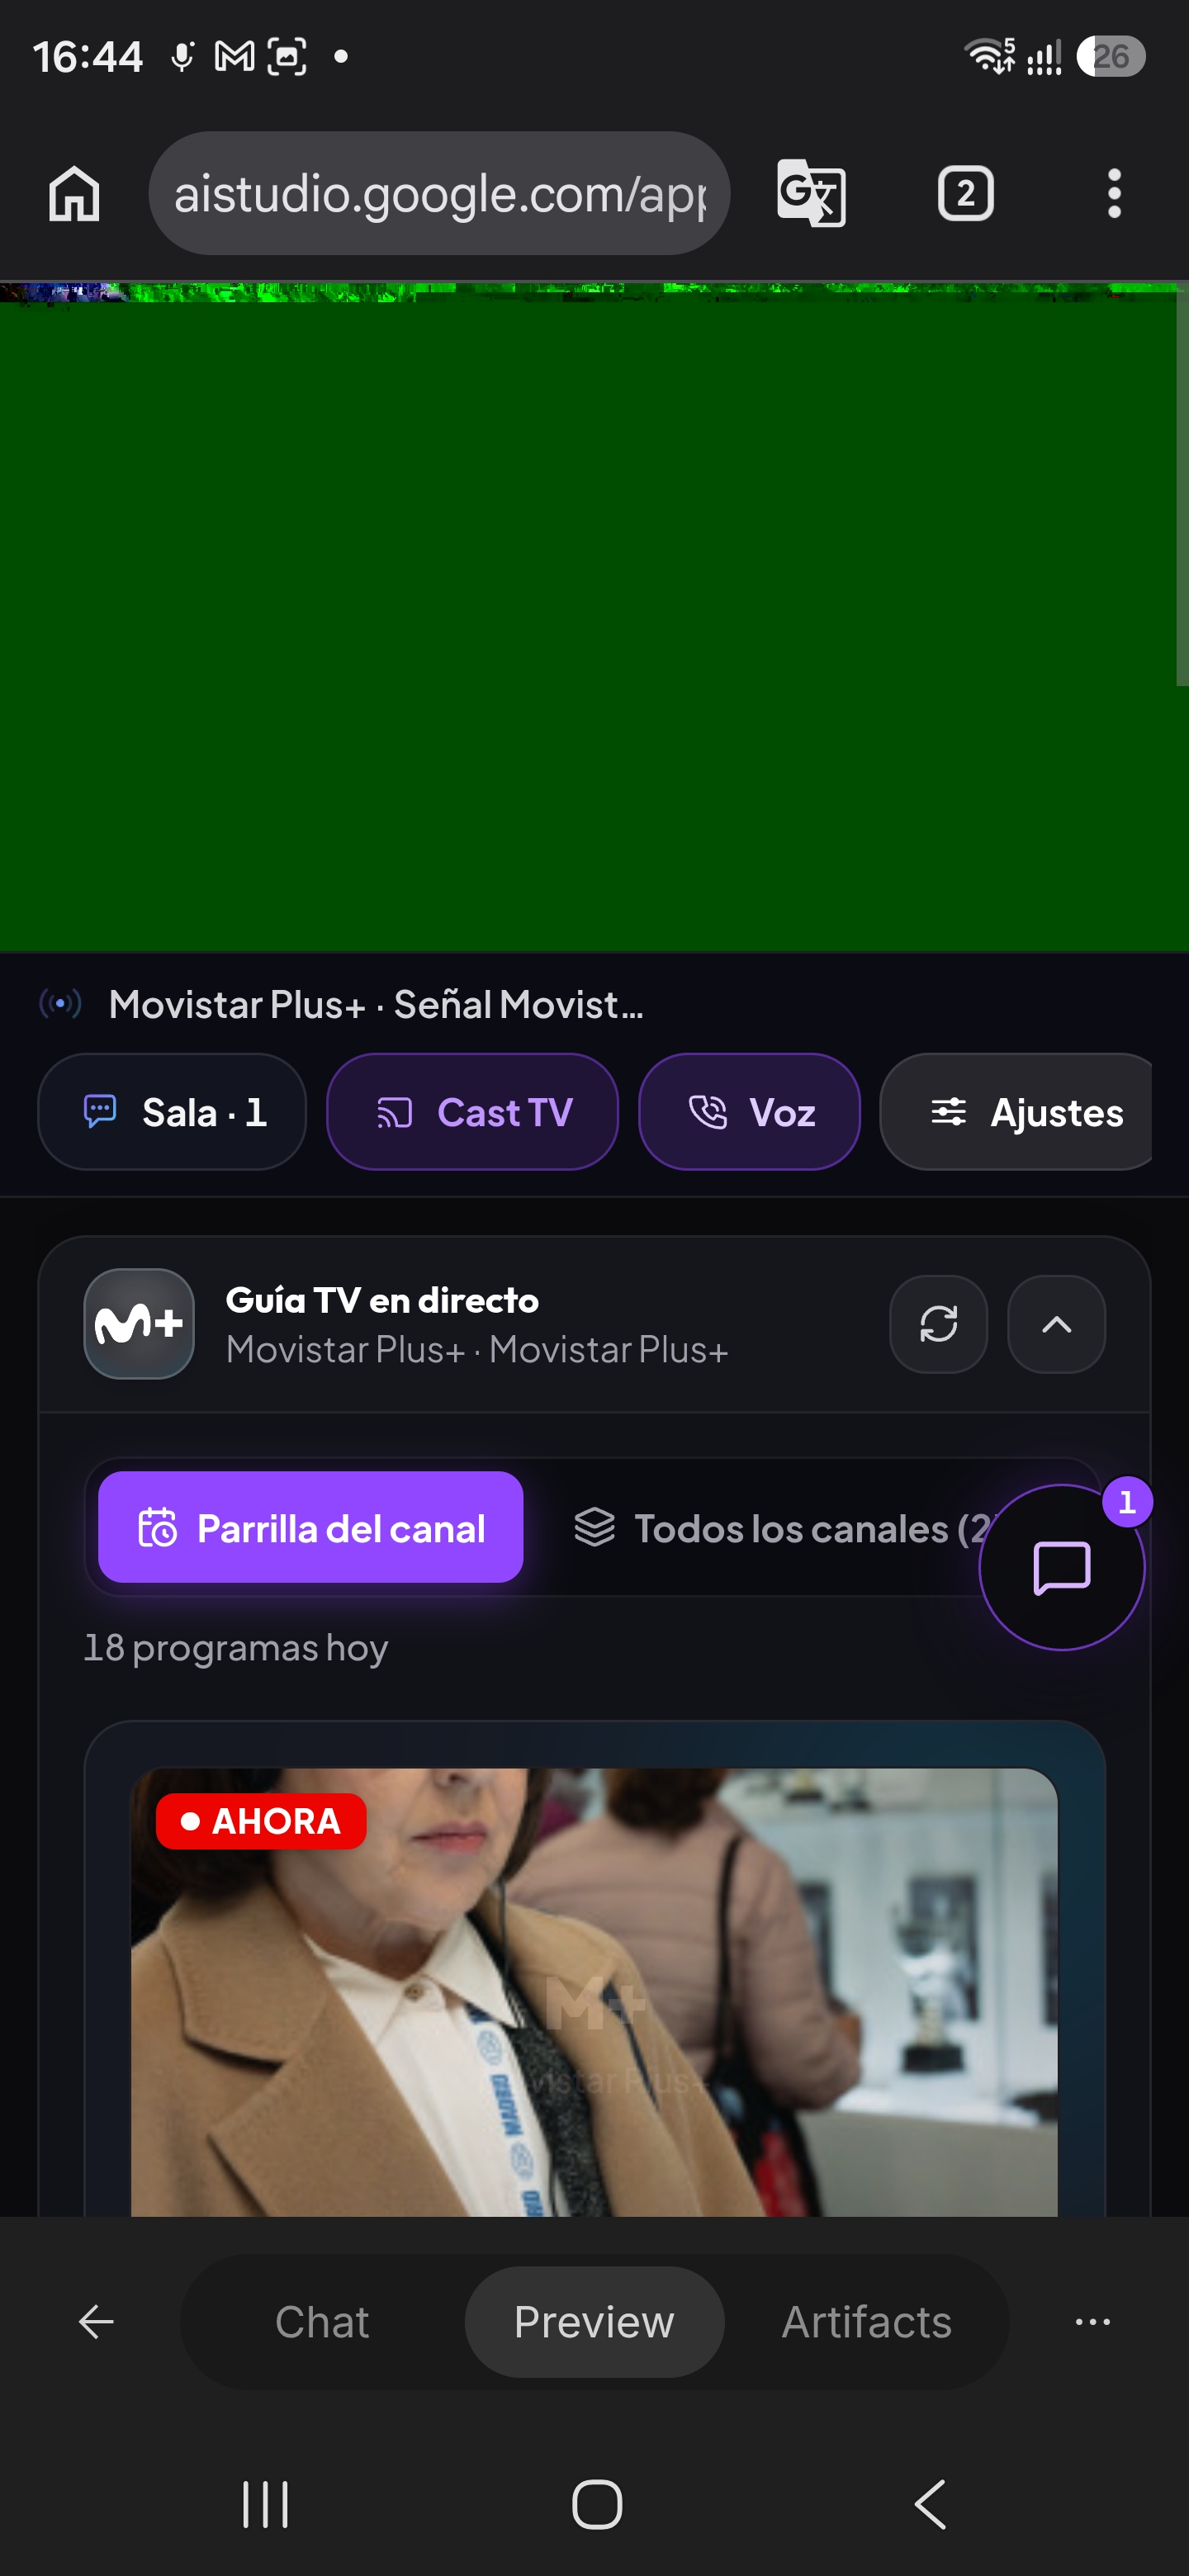 16:44
5
26
aistudio.google.com/app
2
Movistar Plus+ · Señal Movist...
Sala · 1
Cast TV
Voz
Ajustes
M+
Guía TV en directo
Movistar Plus+ · Movistar Plus+
Parrilla del canal
Todos los canales (2
1
18 programas hoy
AHORA
M+
Chat
Preview
Artifacts